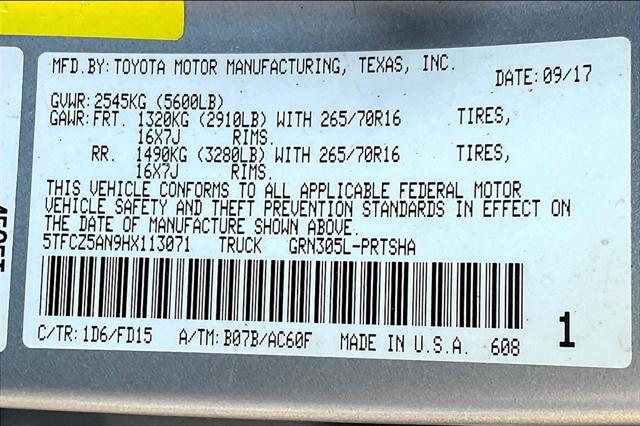 MFD.BY:TOYOTA MOTOR MANUFACTURING, TEXAS, INC.
DATE:09/17
GVWR:2545KG (5600LB)
GAWR:FRT. 1320KG (2910LB) WITH 265/70R16 TIRES,
16X7J RIMS.
RR. 1490KG (3280LB) WITH 265/70R16 TIRES,
16X7J RIMS.
THIS VEHICLE CONFORMS TO ALL APPLICABLE FEDERAL MOTOR
VEHICLE SAFETY AND THEFT PREVENTION STANDARDS IN EFFECT ON
THE DATE OF MANUFACTURE SHOWN ABOVE.
5TFCZ5AN9HX113071 TRUCK GRN305L-PRTSHA
C/TR:1D6/FD15 A/TM:B07B/AC60F MADE IN U.S.A. 608
1